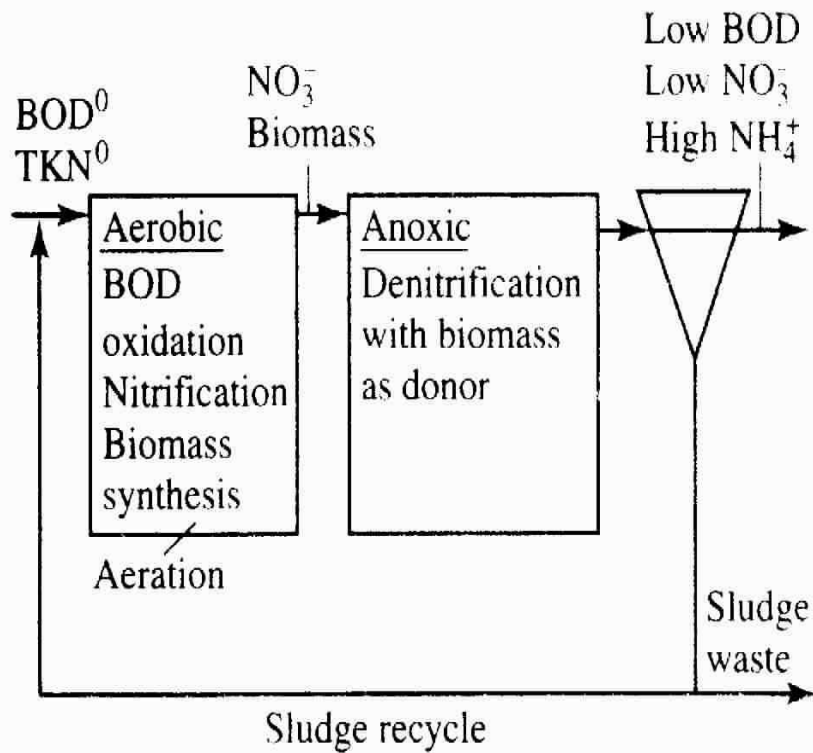 BOD⁰
TKN⁰
NO₃⁻
Biomass
Low BOD
Low NO₃⁻
High NH₄⁺
Aerobic
BOD
oxidation
Nitrification
Biomass
synthesis
Aeration
Anoxic
Denitrification
with biomass
as donor
Sludge
waste
Sludge recycle